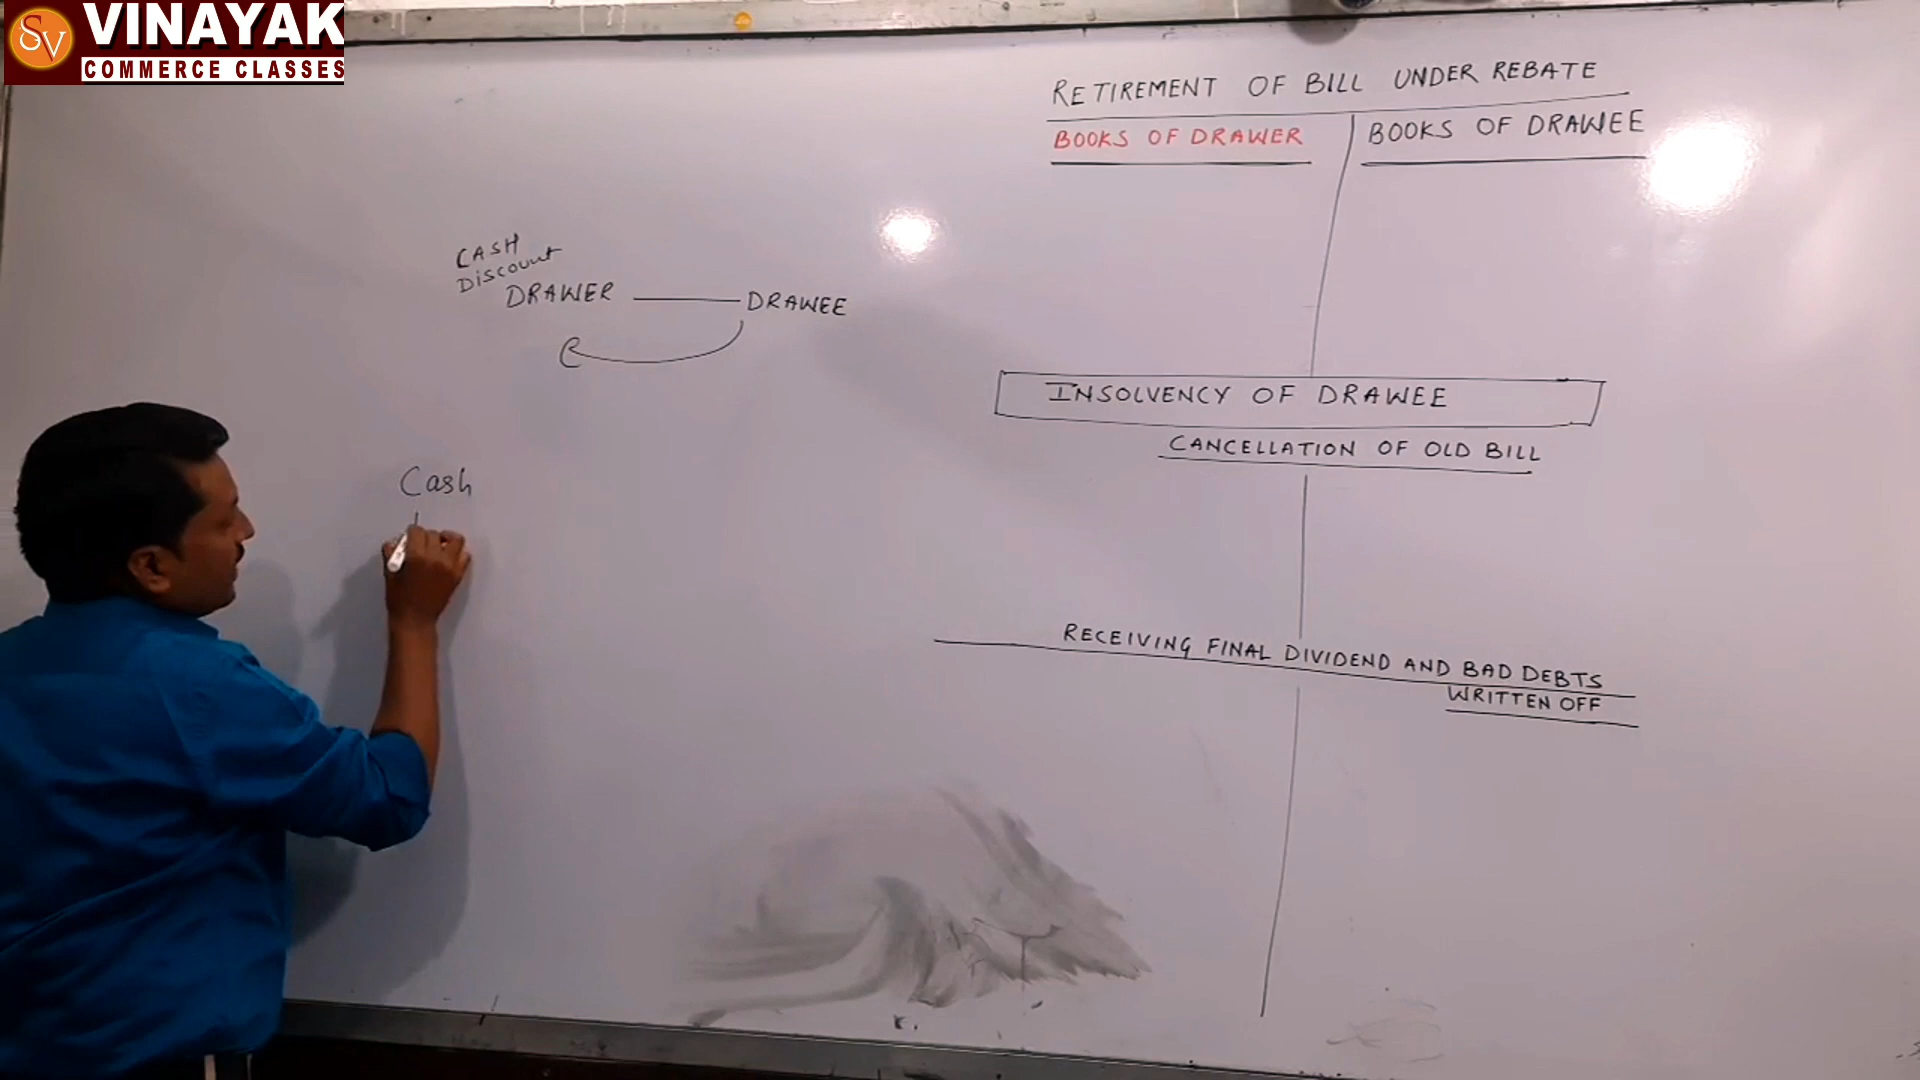 SV VINAYAK
COMMERCE CLASSES
RETIREMENT OF BILL UNDER REBATE
BOOKS OF DRAWER
BOOKS OF DRAWEE
CASH
Discount
DRAWER
DRAWEE
INSOLVENCY OF DRAWEE
CANCELLATION OF OLD BILL
Cash
RECEIVING FINAL DIVIDEND AND BAD DEBTS
WRITTEN OFF